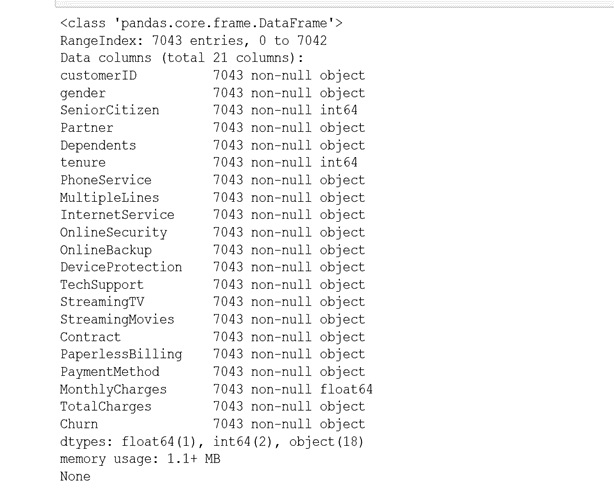 <class 'pandas.core.frame.DataFrame'>
RangeIndex: 7043 entries, 0 to 7042
Data columns (total 21 columns):
customerID 7043 non-null object
gender 7043 non-null object
SeniorCitizen 7043 non-null int64
Partner 7043 non-null object
Dependents 7043 non-null object
tenure 7043 non-null int64
PhoneService 7043 non-null object
MultipleLines 7043 non-null object
InternetService 7043 non-null object
OnlineSecurity 7043 non-null object
OnlineBackup 7043 non-null object
DeviceProtection 7043 non-null object
TechSupport 7043 non-null object
StreamingTV 7043 non-null object
StreamingMovies 7043 non-null object
Contract 7043 non-null object
PaperlessBilling 7043 non-null object
PaymentMethod 7043 non-null object
MonthlyCharges 7043 non-null float64
TotalCharges 7043 non-null object
Churn 7043 non-null object
dtypes: float64(1), int64(2), object(18)
memory usage: 1.1+ MB
None